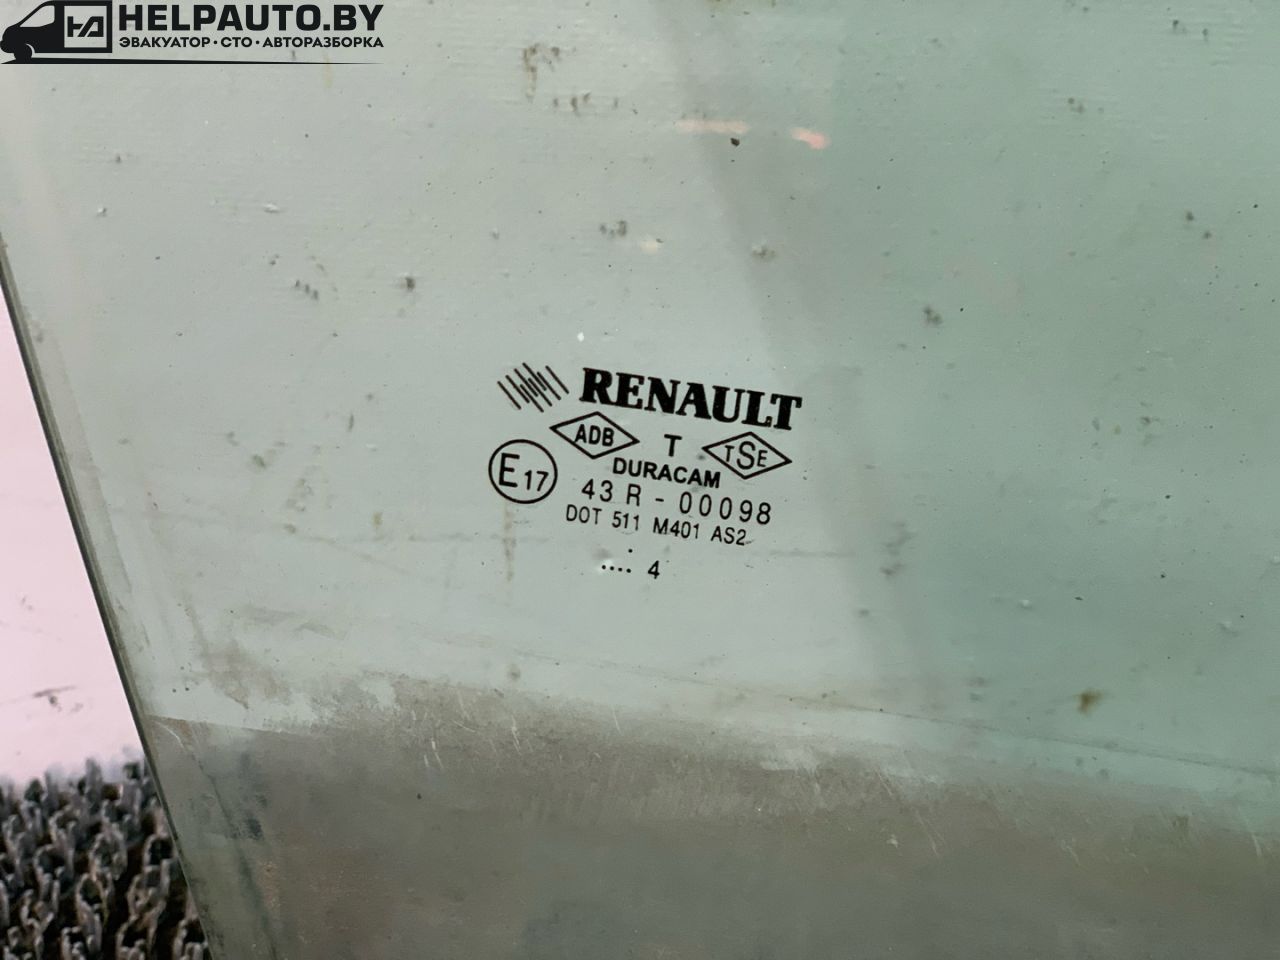 HELPAUTO.BY
ЭВАКУАТОР·СТО·АВТОРАЗБОРКА
RENAULT
ADB T TSE
E17 DURACAM
43 R - 00098
DOT 511 M401 AS2
.
.... 4